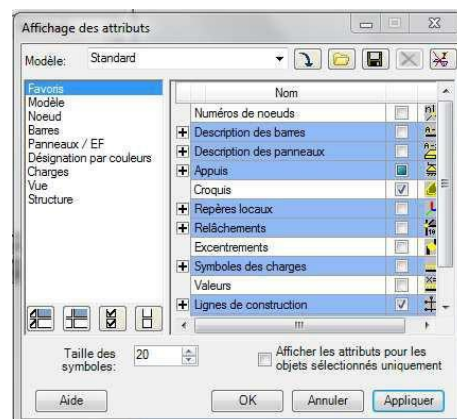 Affichage des attributs
Modèle: Standard
Favoris
Modèle
Noeud
Barres
Panneaux / EF
Désignation par couleurs
Charges
Vue
Structure
Nom
Numéros de noeuds
Description des barres
Description des panneaux
Appuis
Croquis
Repères locaux
Relâchements
Excentrements
Symboles des charges
Valeurs
Lignes de construction
Taille des symboles: 20
Afficher les attributs pour les
objets sélectionnés uniquement
Aide
OK
Annuler
Appliquer